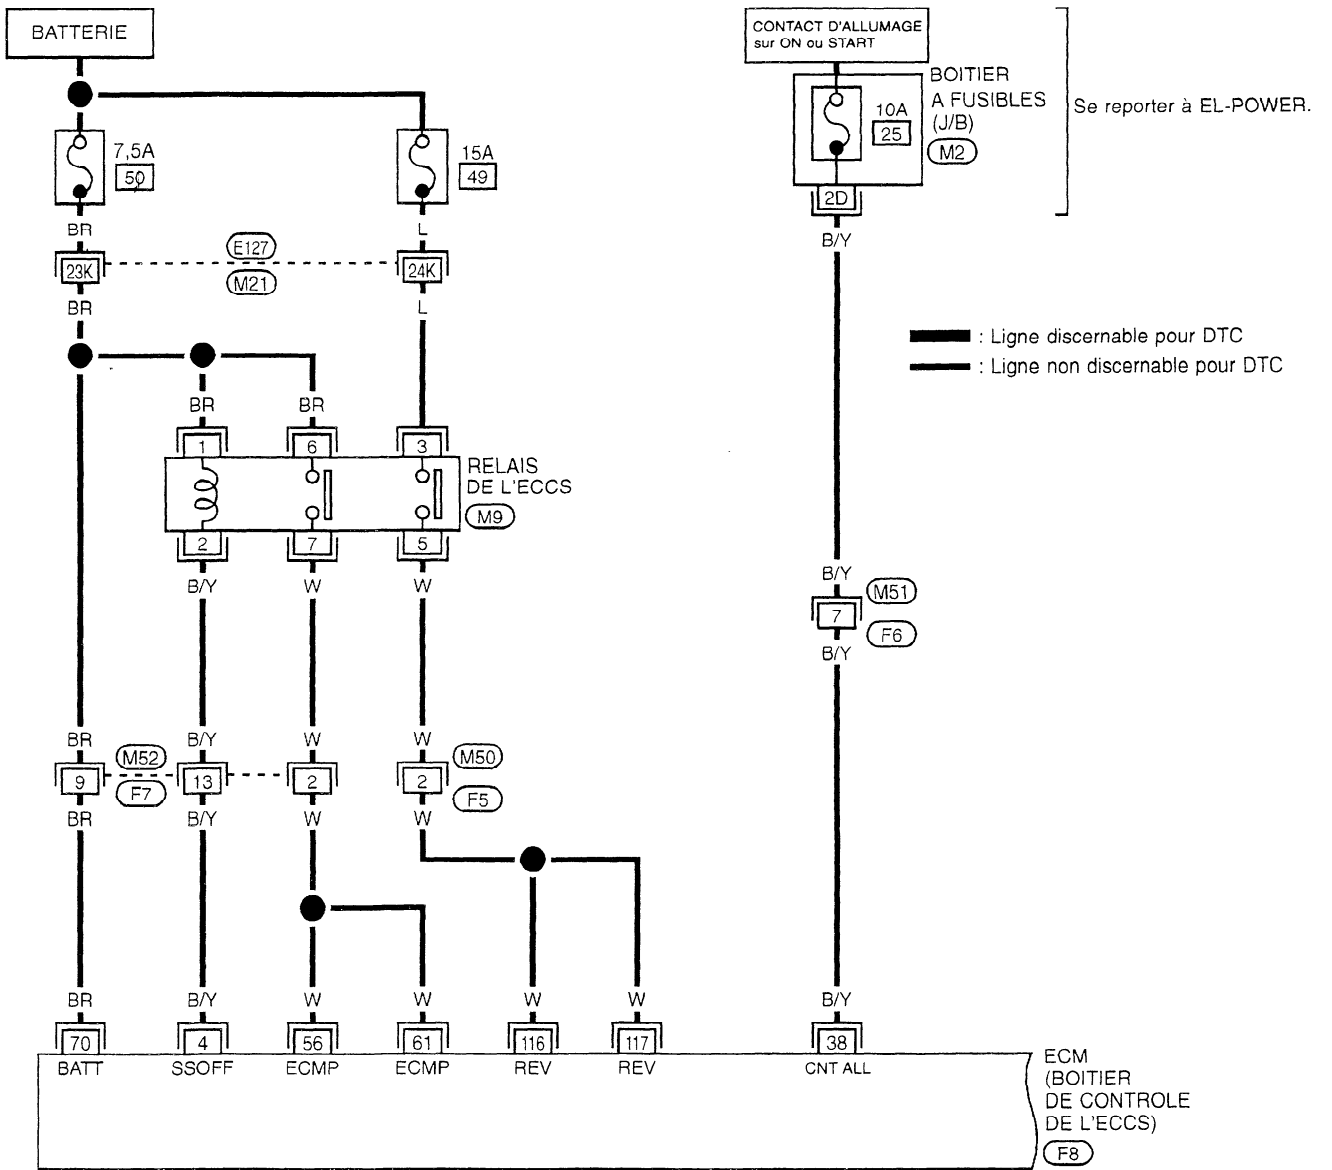 BATTERIE
CONTACT D'ALLUMAGE
sur ON ou START
BOITIER
A FUSIBLES
(J/B)
M2
10A
25
Se reporter à EL-POWER.
7,5A
50
15A
49
2D
BR
L
B/Y
E127
23K
24K
M21
BR
L
: Ligne discernable pour DTC
: Ligne non discernable pour DTC
BR
BR
1
6
3
RELAIS
DE L'ECCS
M9
2
7
5
B/Y
W
W
B/Y
M51
7
F6
B/Y
BR
B/Y
W
W
M52
M50
9
13
2
2
F7
F5
BR
B/Y
W
W
BR
B/Y
W
W
W
W
B/Y
70
4
56
61
116
117
38
BATT
SSOFF
ECMP
ECMP
REV
REV
CNT ALL
ECM
(BOITIER
DE CONTROLE
DE L'ECCS)
F8